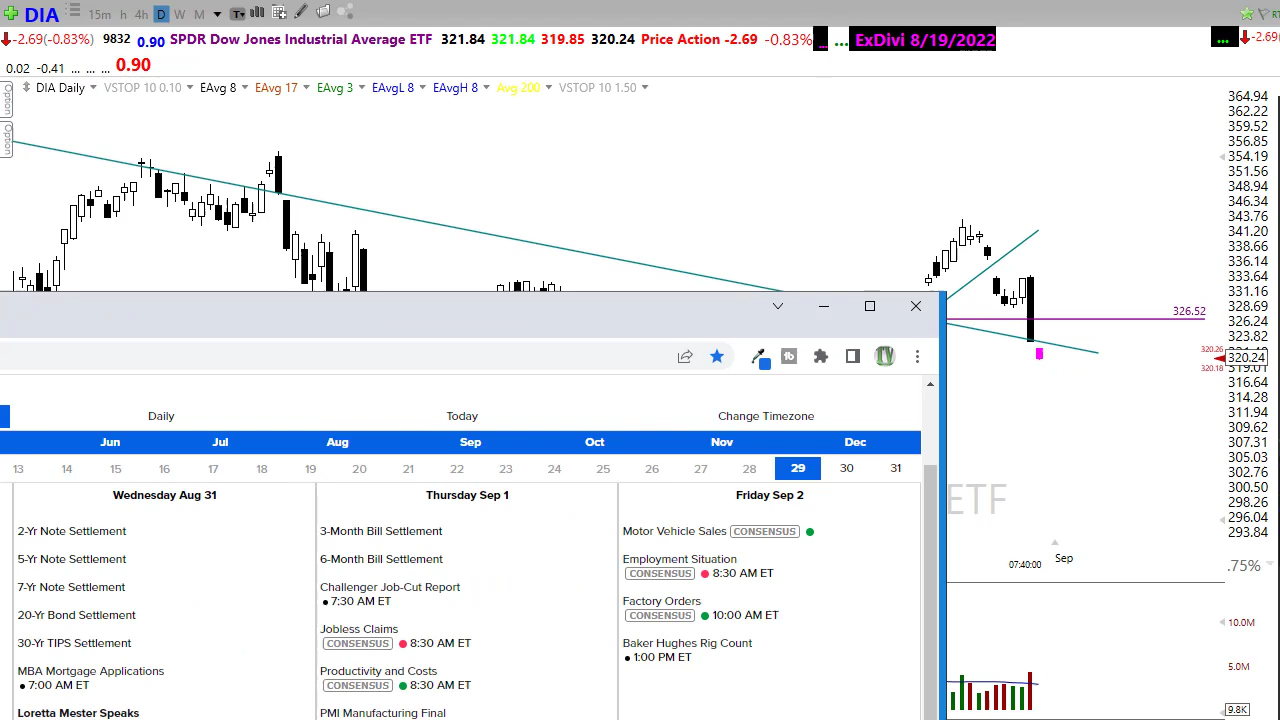 DIA 15m h 4h D W M T
-2.69(-0.83%) 9832 0.90 SPDR Dow Jones Industrial Average ETF 321.84 321.84 319.85 320.24 Price Action -2.69 -0.83% ... ... ExDivi 8/19/2022 ... -2.69(
0.02 -0.41 ... ... ... 0.90
DIA Daily VSTOP 10 0.10 EAvg 8 EAvg 17 EAvg 3 EAvgL 8 EAvgH 8 Avg 200 VSTOP 10 1.50
Option
Option
364.94
362.22
359.52
356.85
354.19
351.56
348.94
346.34
343.76
341.20
338.66
336.14
333.64
331.16
328.69
326.52
326.24
323.82
320.26
320.24
320.18
319.01
316.64
314.28
311.94
309.62
307.31
305.03
302.76
300.50
298.26
296.04
293.84
ETF
07:40:00 Sep
.75%
10.0M
5.0M
9.8K
Daily Today Change Timezone
Jun Jul Aug Sep Oct Nov Dec
13 14 15 16 17 18 19 20 21 22 23 24 25 26 27 28 29 30 31
Wednesday Aug 31
2-Yr Note Settlement
5-Yr Note Settlement
7-Yr Note Settlement
20-Yr Bond Settlement
30-Yr TIPS Settlement
MBA Mortgage Applications
7:00 AM ET
Loretta Mester Speaks
Thursday Sep 1
3-Month Bill Settlement
6-Month Bill Settlement
Challenger Job-Cut Report
7:30 AM ET
Jobless Claims
CONSENSUS 8:30 AM ET
Productivity and Costs
CONSENSUS 8:30 AM ET
PMI Manufacturing Final
Friday Sep 2
Motor Vehicle Sales CONSENSUS
Employment Situation
CONSENSUS 8:30 AM ET
Factory Orders
CONSENSUS 10:00 AM ET
Baker Hughes Rig Count
1:00 PM ET